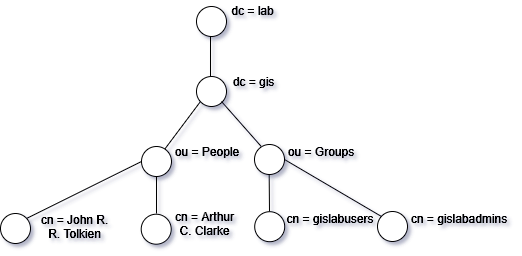 dc = lab
dc = gis
ou = People
ou = Groups
cn = John R.
R. Tolkien
cn = Arthur
C. Clarke
cn = gislabusers
cn = gislabadmins